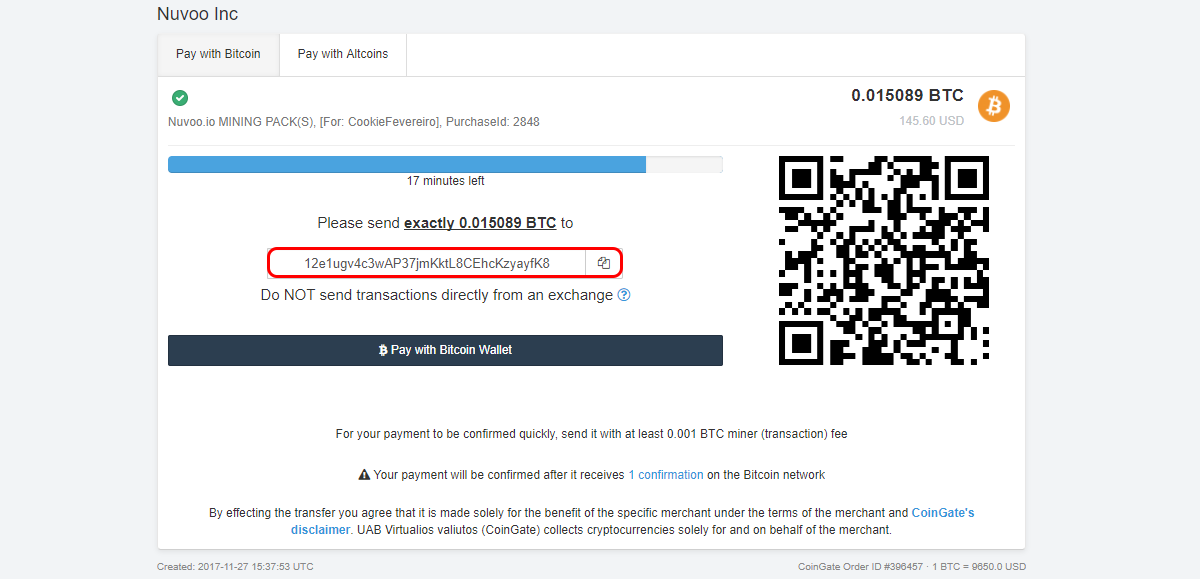 Nuvoo Inc
Pay with Bitcoin
Pay with Altcoins
0.015089 BTC
145.60 USD
Nuvoo.io MINING PACK(S), [For: CookieFevereiro], PurchaseId: 2848
17 minutes left
Please send exactly 0.015089 BTC to
12e1ugv4c3wAP37jmKktL8CEhcKzyayfK8
Do NOT send transactions directly from an exchange
Pay with Bitcoin Wallet
For your payment to be confirmed quickly, send it with at least 0.001 BTC miner (transaction) fee
Your payment will be confirmed after it receives 1 confirmation on the Bitcoin network
By effecting the transfer you agree that it is made solely for the benefit of the specific merchant under the terms of the merchant and CoinGate's
disclaimer. UAB Virtualios valiutos (CoinGate) collects cryptocurrencies solely for and on behalf of the merchant.
Created: 2017-11-27 15:37:53 UTC
CoinGate Order ID #396457 · 1 BTC = 9650.0 USD